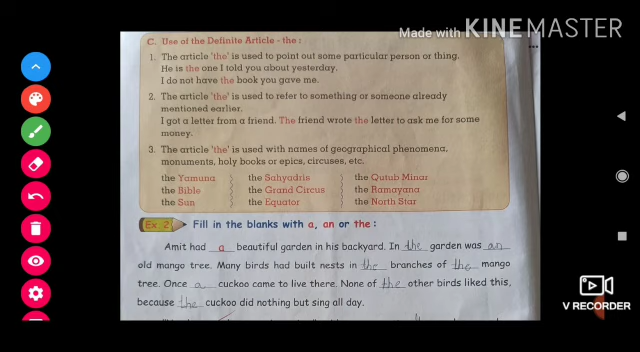 Made with KINEMASTER
C. Use of the Definite Article - the :
1. The article 'the' is used to point out some particular person or thing.
He is the one I told you about yesterday.
I do not have the book you gave me.
2. The article 'the' is used to refer to something or someone already
mentioned earlier.
I got a letter from a friend. The friend wrote the letter to ask me for some
money.
3. The article 'the' is used with names of geographical phenomena,
monuments, holy books or epics, circuses, etc.
the Yamuna the Sahyadris the Qutub Minar
the Bible the Grand Circus the Ramayana
the Sun the Equator the North Star
Ex. 2 Fill in the blanks with a, an or the :
Amit had a beautiful garden in his backyard. In the garden was an
old mango tree. Many birds had built nests in the branches of the mango
tree. Once a cuckoo came to live there. None of the other birds liked this,
because the cuckoo did nothing but sing all day.
V RECORDER